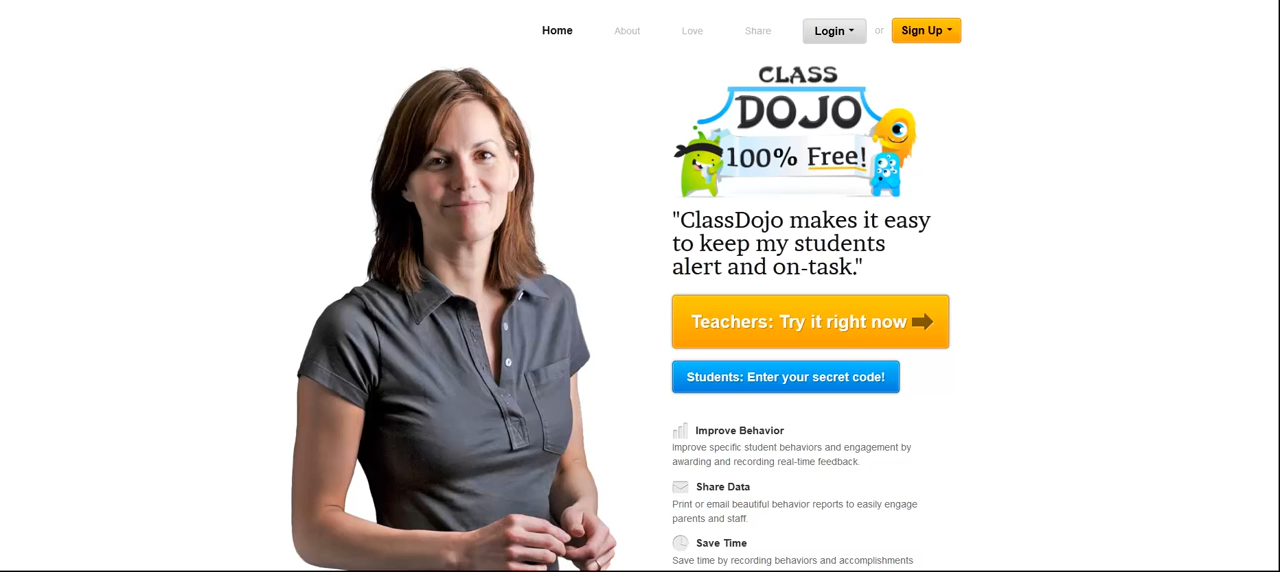 Home
About
Love
Share
Login
or
Sign Up
CLASS
DOJO
100% Free!
"ClassDojo makes it easy
to keep my students
alert and on-task."
Teachers: Try it right now
Students: Enter your secret code!
Improve Behavior
Improve specific student behaviors and engagement by
awarding and recording real-time feedback.
Share Data
Print or email beautiful behavior reports to easily engage
parents and staff.
Save Time
Save time by recording behaviors and accomplishments